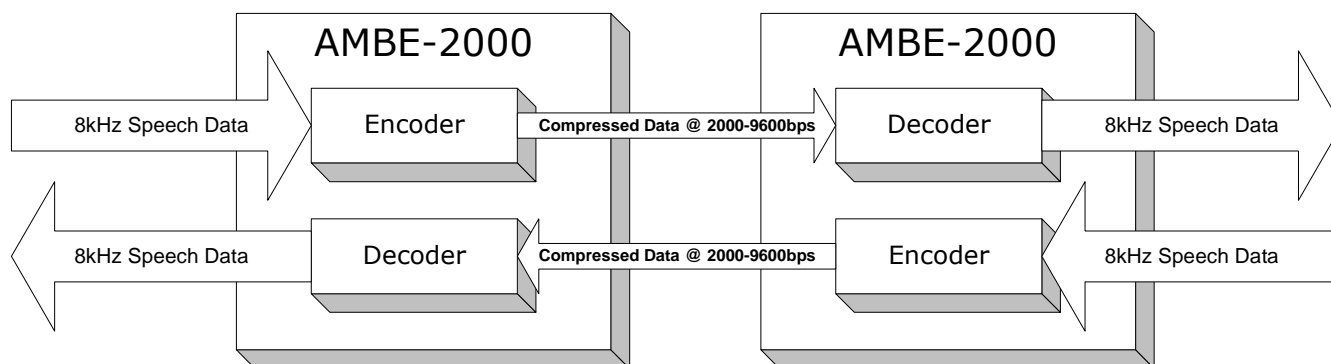 AMBE-2000
AMBE-2000
8kHz Speech Data
Encoder
Compressed Data @ 2000-9600bps
Decoder
8kHz Speech Data
8kHz Speech Data
Decoder
Compressed Data @ 2000-9600bps
Encoder
8kHz Speech Data